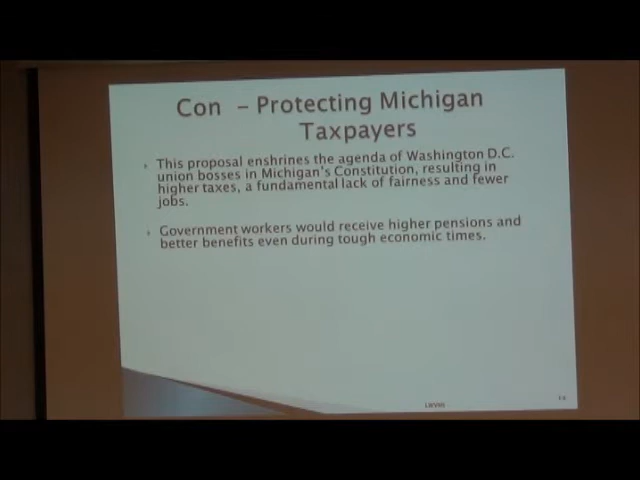 Con – Protecting Michigan
Taxpayers
This proposal enshrines the agenda of Washington D.C.
union bosses in Michigan's Constitution, resulting in
higher taxes, a fundamental lack of fairness and fewer
jobs.
Government workers would receive higher pensions and
better benefits even during tough economic times.